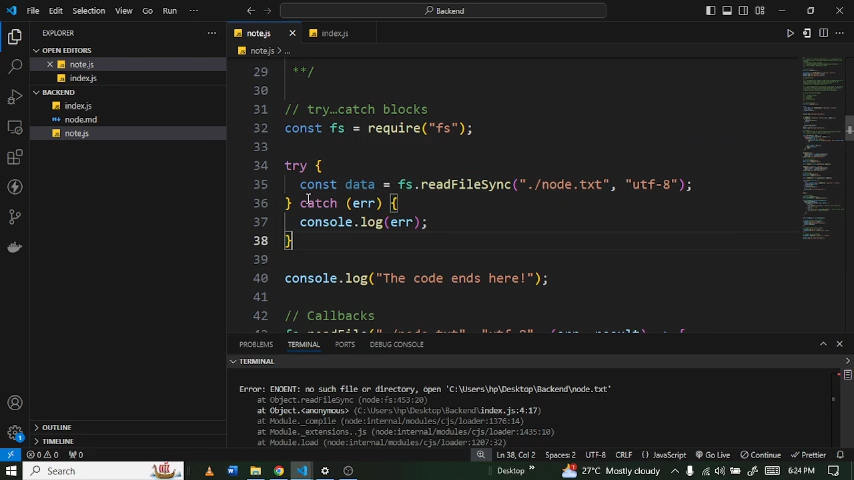 File Edit Selection View Go Run ···
Backend
EXPLORER ···
OPEN EDITORS
note.js
index.js
BACKEND
index.js
node.md
note.js
OUTLINE
TIMELINE
note.js
index.js
note.js > ...
29 **/
30
31 // try…catch blocks
32 const fs = require("fs");
33
34 try {
35 const data = fs.readFileSync("./node.txt", "utf-8");
36 } catch (err) {
37 console.log(err);
38 }
39
40 console.log("The code ends here!");
41
42 // Callbacks
PROBLEMS TERMINAL PORTS DEBUG CONSOLE
TERMINAL
Error: ENOENT: no such file or directory, open 'C:\Users\hp\Desktop\Backend\node.txt'
at Object.readFileSync (node:fs:453:20)
at Object.<anonymous> (C:\Users\hp\Desktop\Backend\index.js:4:17)
at Module._compile (node:internal/modules/cjs/loader:1376:14)
at Module._extensions..js (node:internal/modules/cjs/loader:1435:10)
at Module.load (node:internal/modules/cjs/loader:1207:32)
0 0 0 Ln 38, Col 2 Spaces: 2 UTF-8 CRLF {} JavaScript Go Live Continue Prettier
Search Desktop 27°C Mostly cloudy 6:24 PM